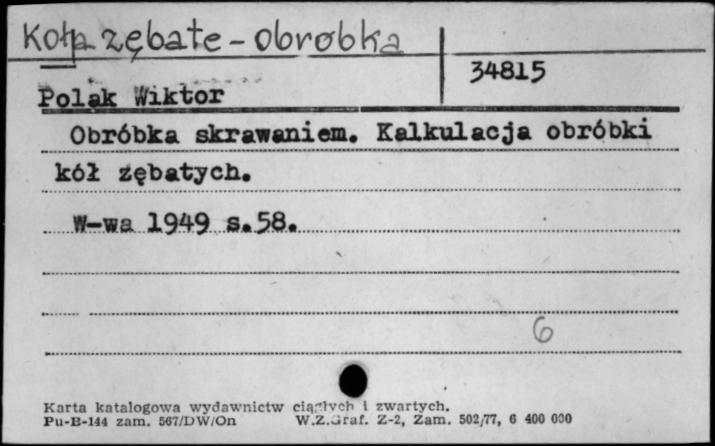 Koła zębate - obróbka
34815
Polak Wiktor
Obróbka skrawaniem. Kalkulacja obróbki
kół zębatych.
W-wa 1949 s.58.
6
Karta katalogowa wydawnictw ciągłych i zwartych.
Pu-B-144 zam. 567/DW/On W.Z.Graf. Z-2, Zam. 502/77, 6 400 000